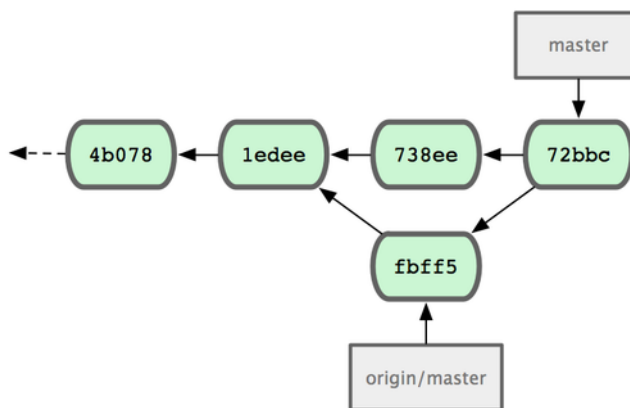 master
4b078
1edee
738ee
72bbc
fbff5
origin/master